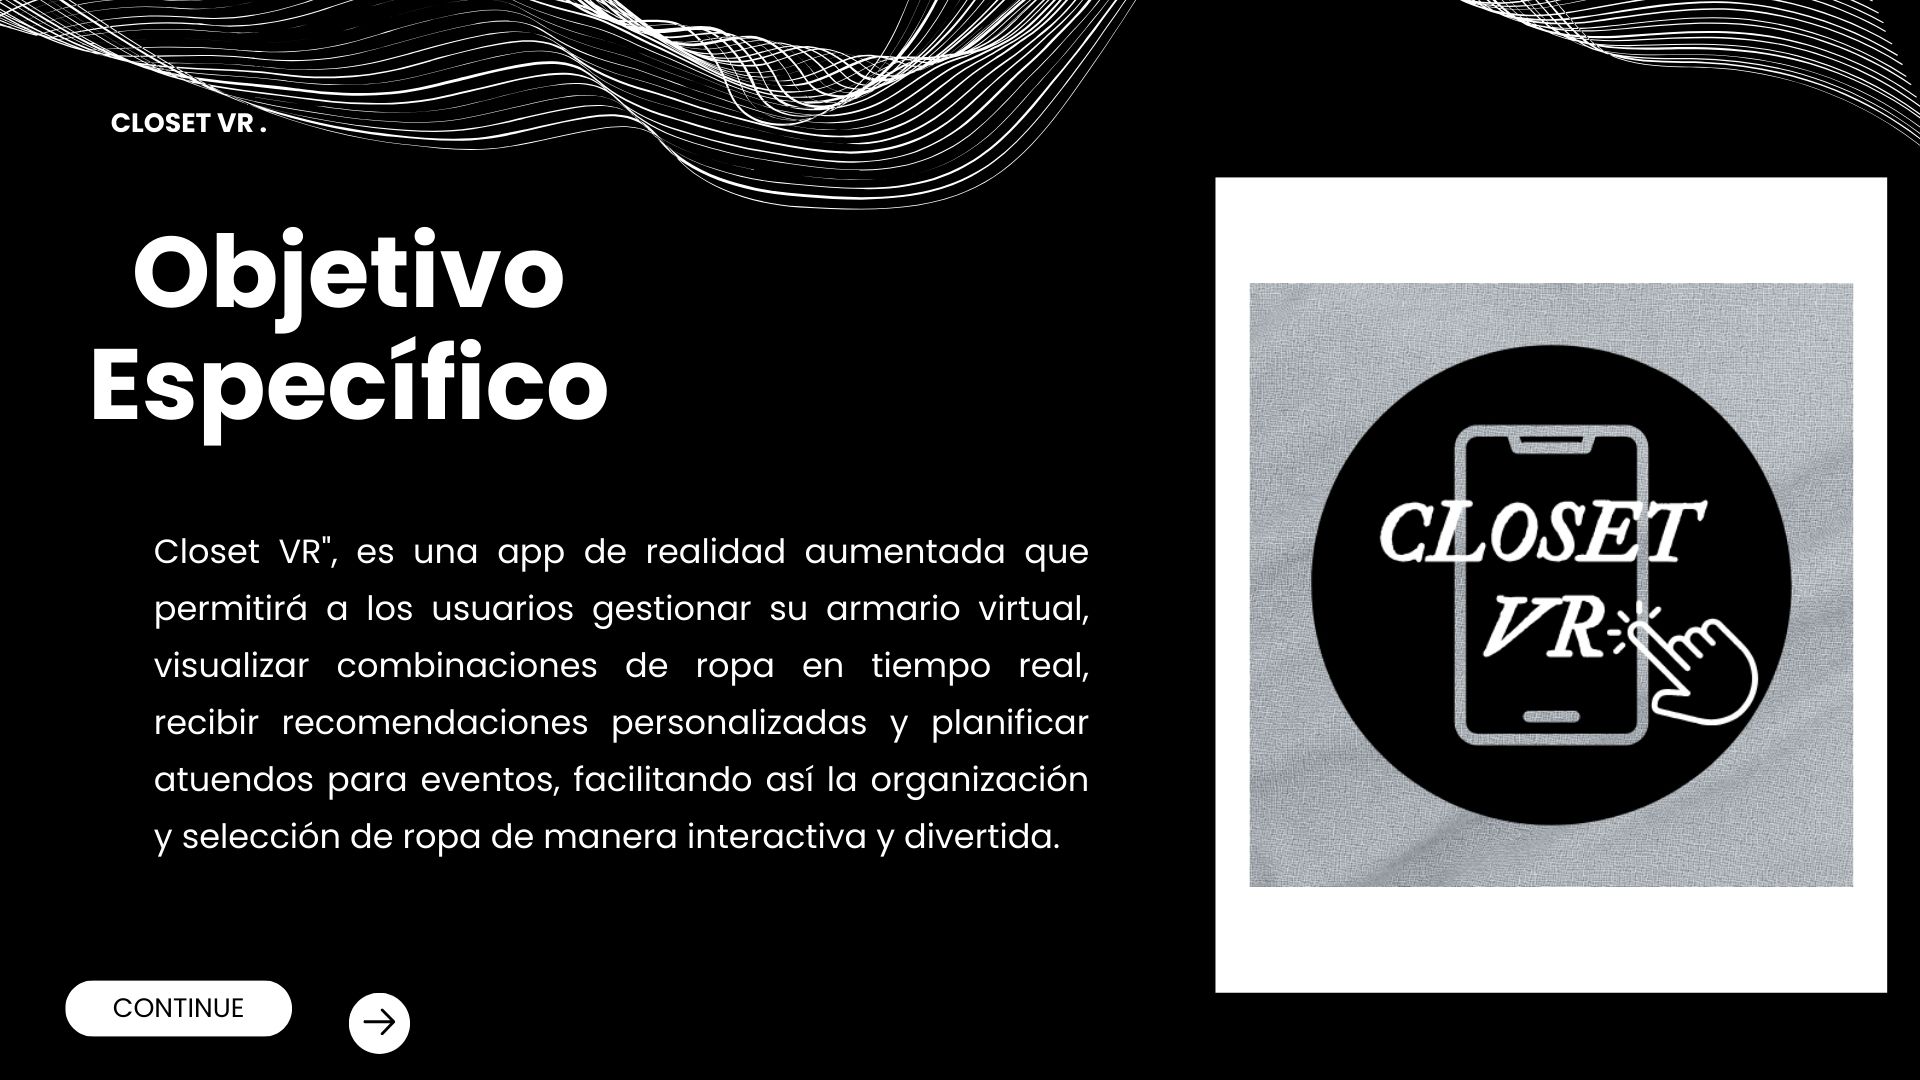 CLOSET VR .
Objetivo
Específico
Closet VR", es una app de realidad aumentada que
permitirá a los usuarios gestionar su armario virtual,
visualizar combinaciones de ropa en tiempo real,
recibir recomendaciones personalizadas y planificar
atuendos para eventos, facilitando así la organización
y selección de ropa de manera interactiva y divertida.
CLOSET
VR
CONTINUE